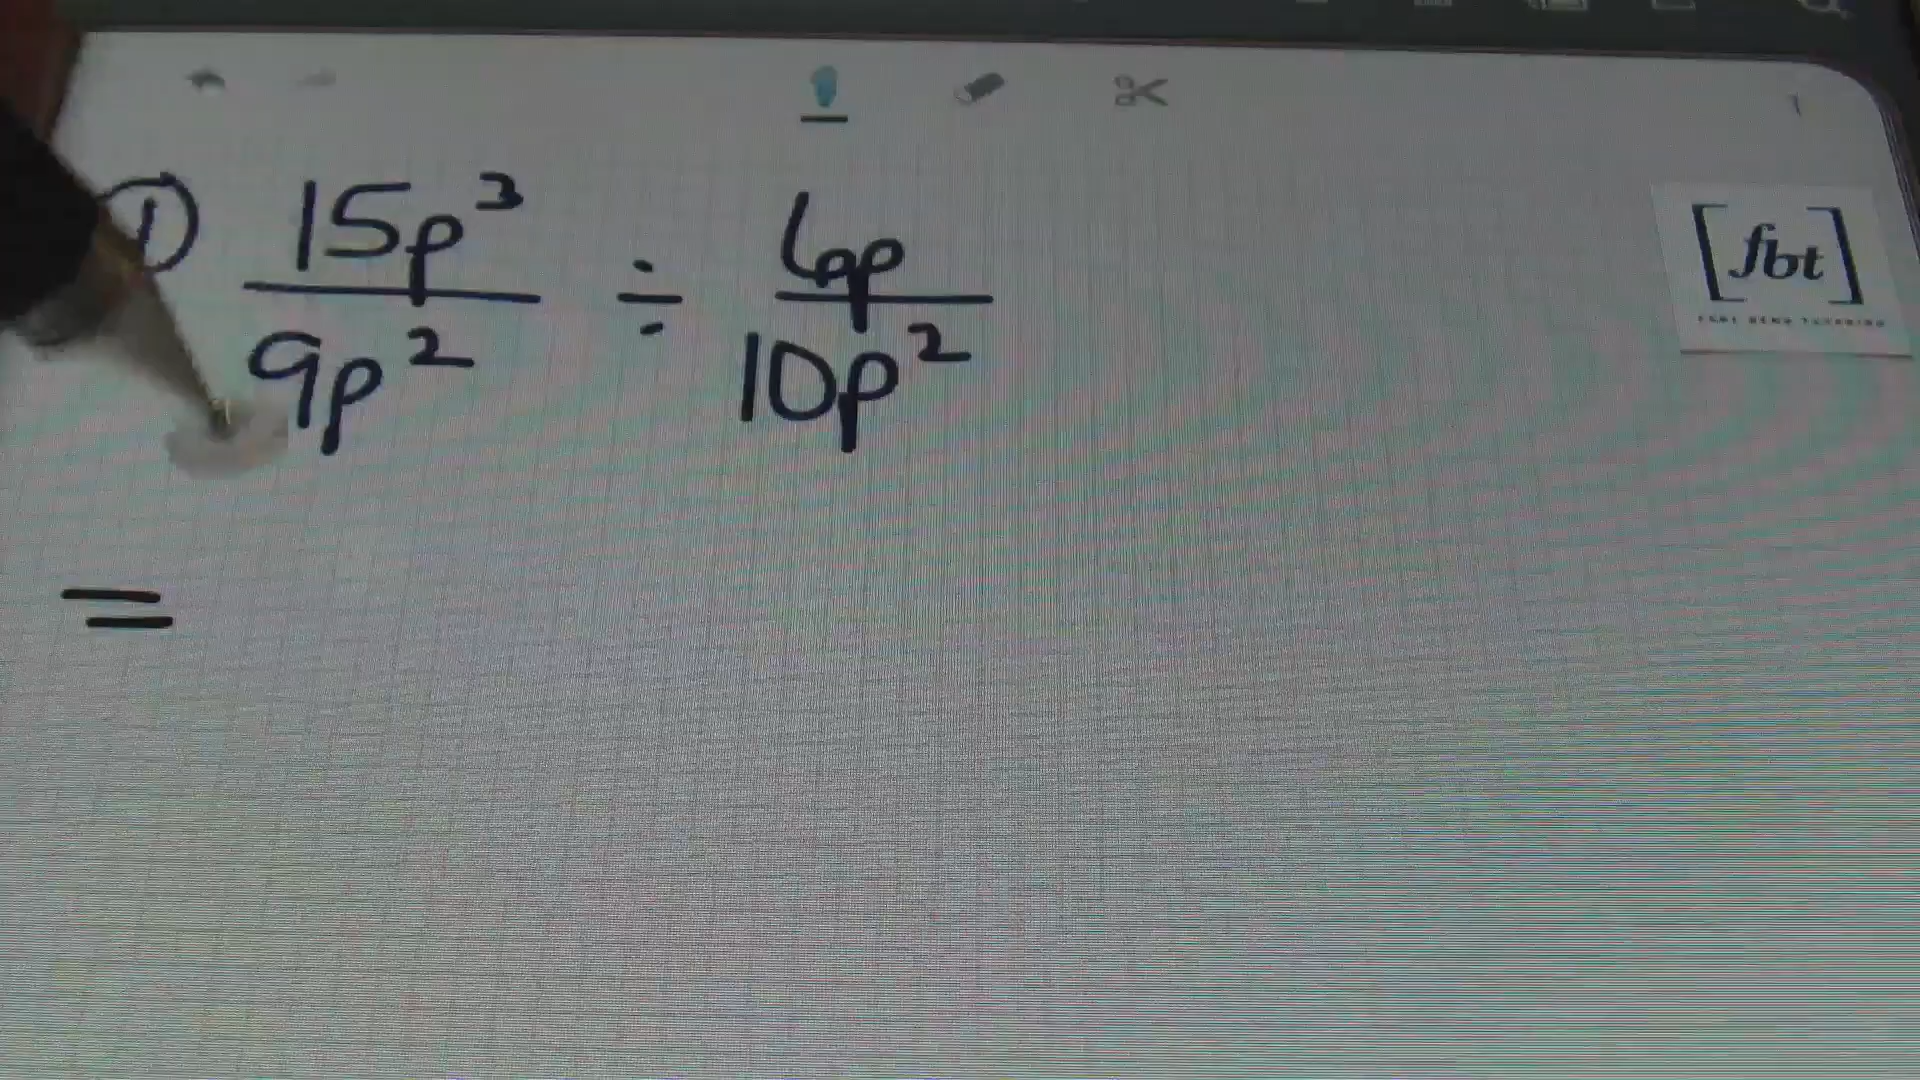 ① 15p³/9p² ÷ 6p/10p²
=
[fbt]